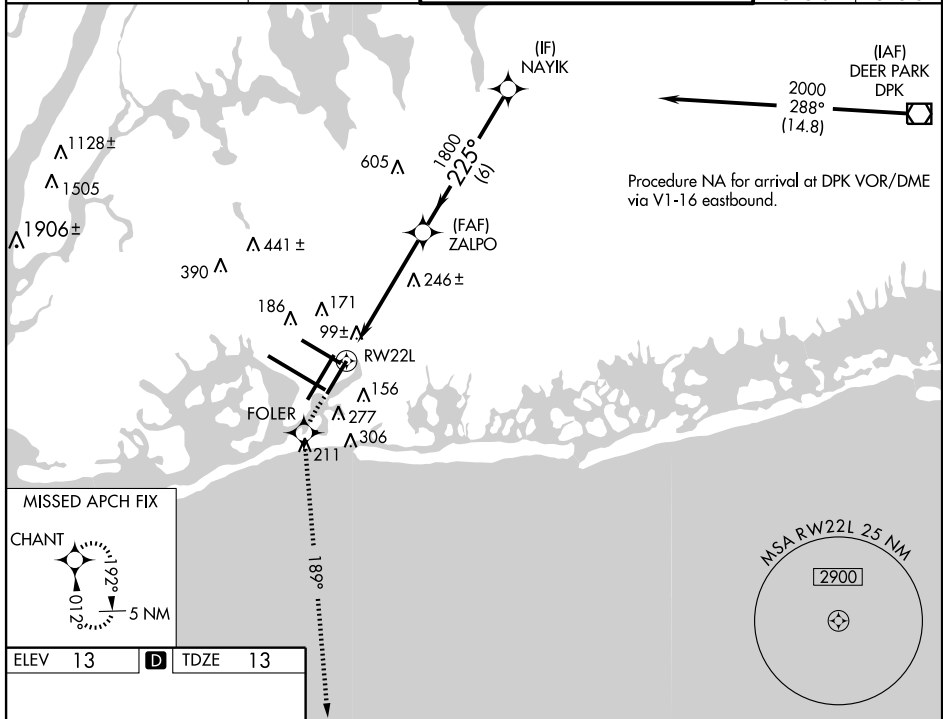 (IF)
NAYIK
(IAF)
DEER PARK
DPK
2000
288°
(14.8)
1800
225°
(6)
1128±
1505
1906±
605
Procedure NA for arrival at DPK VOR/DME
via V1-16 eastbound.
(FAF)
ZALPO
441 ±
390
246±
186
171
99±
RW22L
156
FOLER
277
306
211
MISSED APCH FIX
CHANT
192°
012°
5 NM
189°
MSA RW22L 25 NM
2900
ELEV 13 D TDZE 13